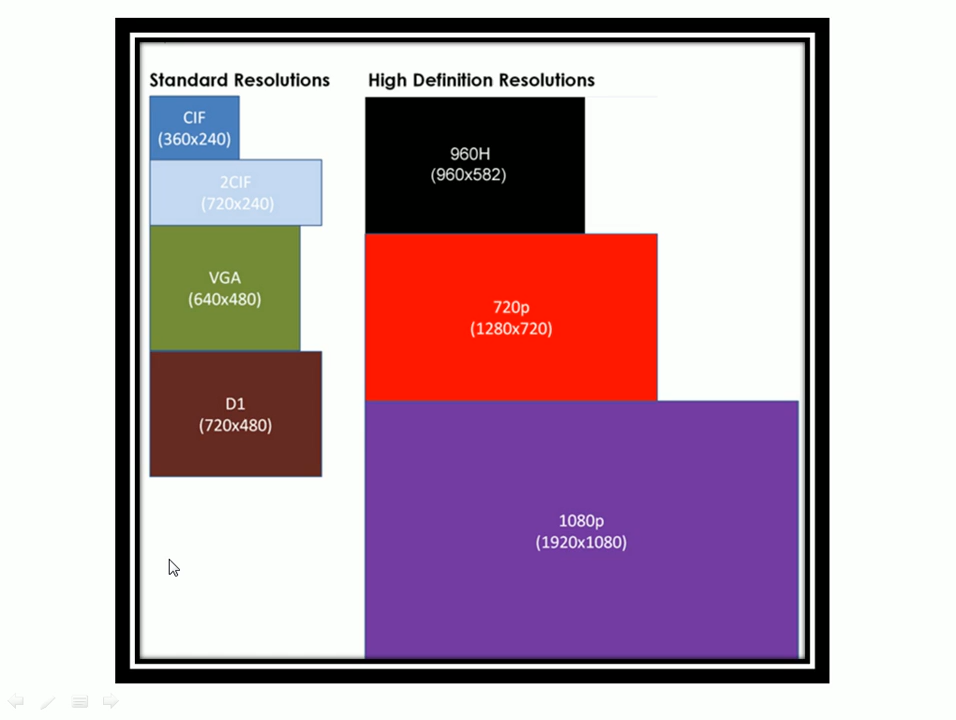 Standard Resolutions
CIF
(360x240)
2CIF
(720x240)
VGA
(640x480)
D1
(720x480)
High Definition Resolutions
960H
(960x582)
720p
(1280x720)
1080p
(1920x1080)